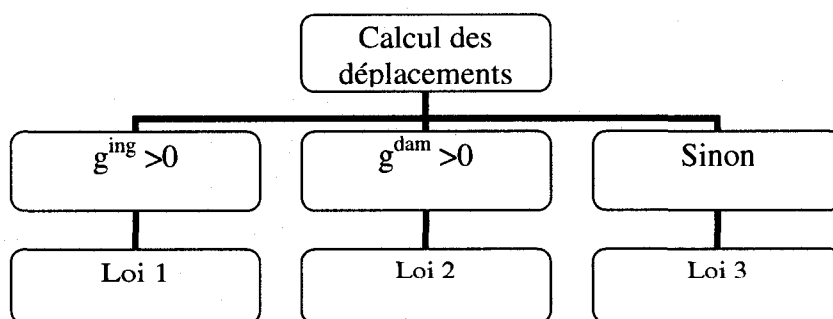 Calcul des
déplacements
g^ing >0
g^dam >0
Sinon
Loi 1
Loi 2
Loi 3